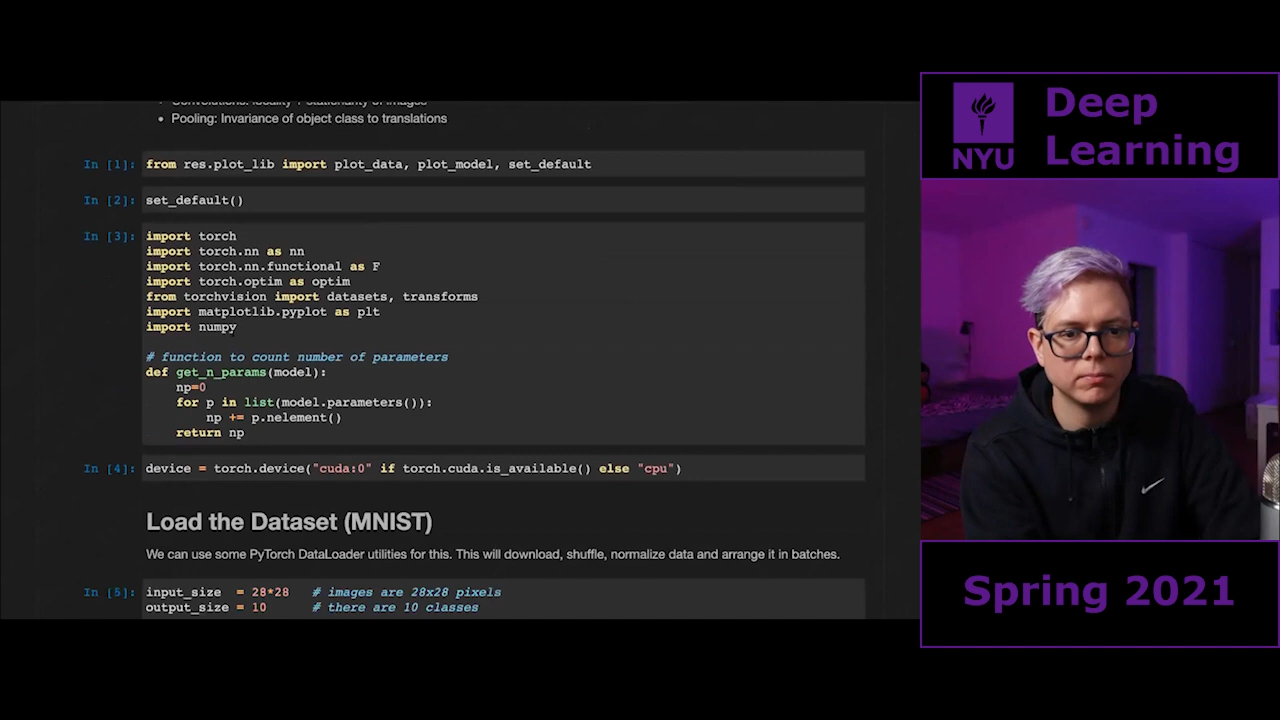 Convolutions: locality + stationarity of images
• Pooling: Invariance of object class to translations
In [1]: from res.plot_lib import plot_data, plot_model, set_default
In [2]: set_default()
In [3]: import torch
import torch.nn as nn
import torch.nn.functional as F
import torch.optim as optim
from torchvision import datasets, transforms
import matplotlib.pyplot as plt
import numpy
# function to count number of parameters
def get_n_params(model):
np=0
for p in list(model.parameters()):
np += p.nelement()
return np
In [4]: device = torch.device("cuda:0" if torch.cuda.is_available() else "cpu")
Load the Dataset (MNIST)
We can use some PyTorch DataLoader utilities for this. This will download, shuffle, normalize data and arrange it in batches.
In [5]: input_size = 28*28 # images are 28x28 pixels
output_size = 10 # there are 10 classes
NYU
Deep
Learning
Spring 2021